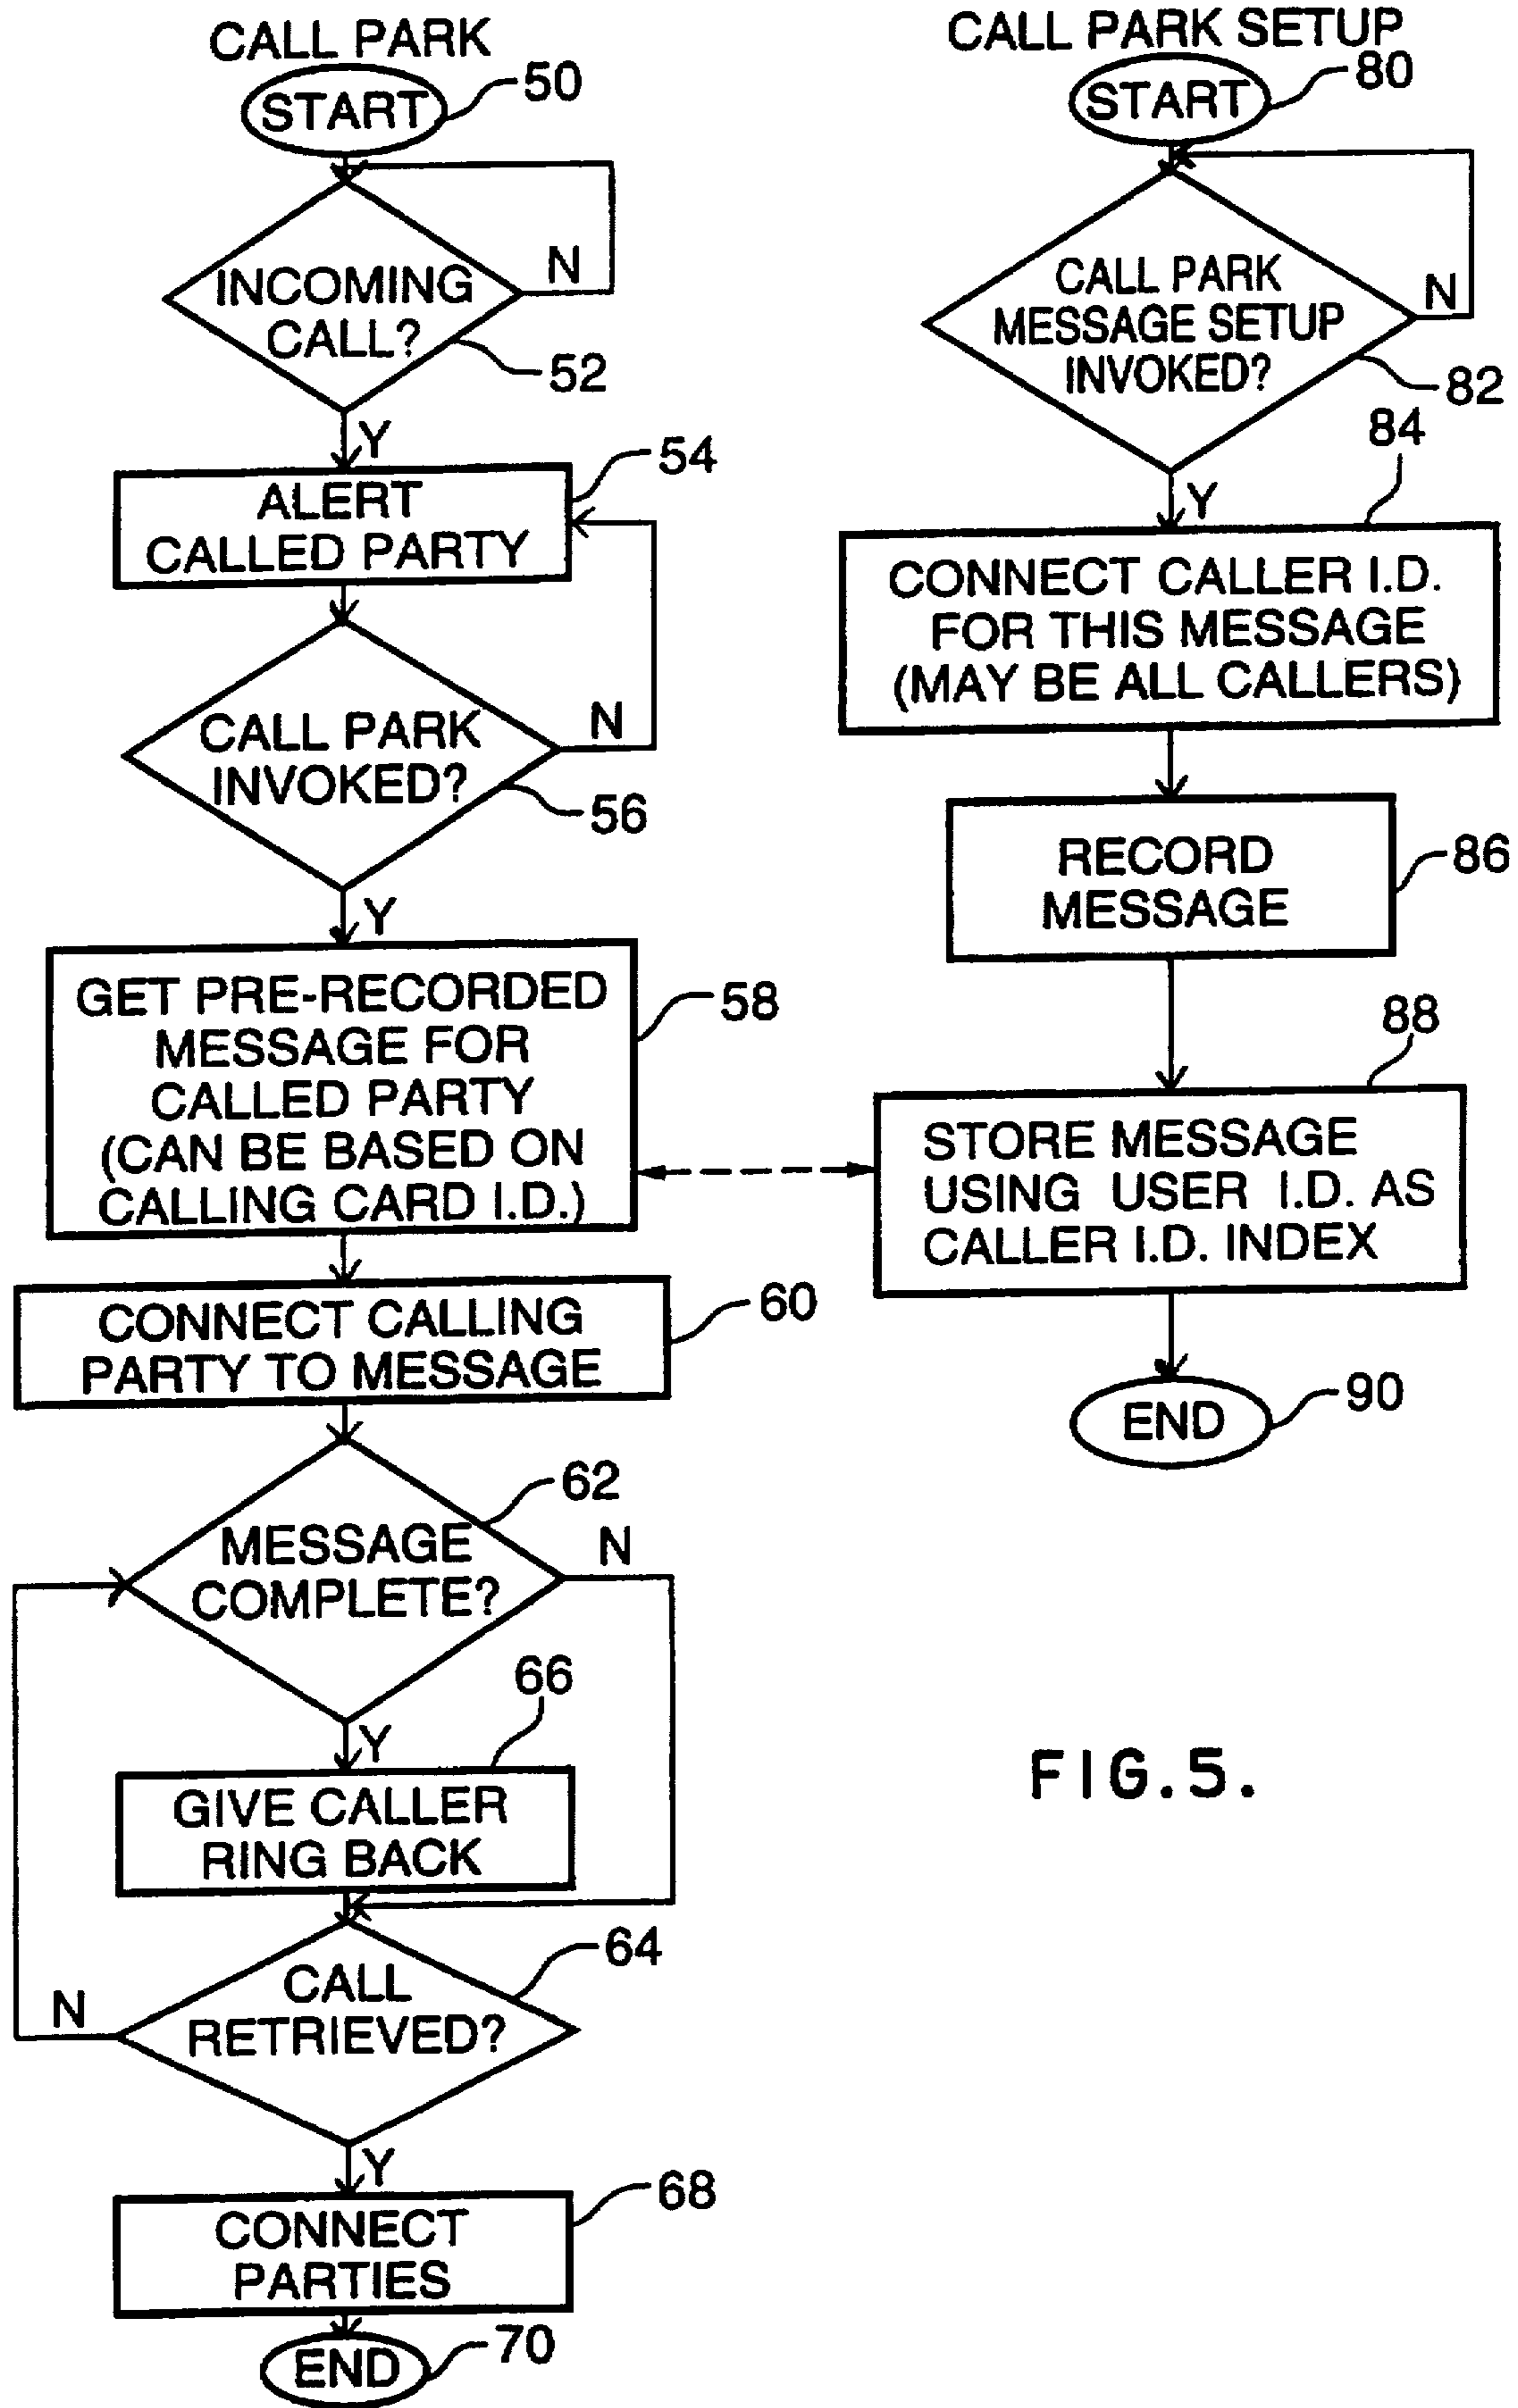 CALL PARK
START
50
N
INCOMING
CALL?
52
Y
54
ALERT
CALLED PARTY
N
CALL PARK
INVOKED?
56
Y
GET PRE-RECORDED
MESSAGE FOR
CALLED PARTY
(CAN BE BASED ON
CALLING CARD I.D.)
58
CONNECT CALLING
PARTY TO MESSAGE
60
62
MESSAGE
COMPLETE?
N
66
Y
GIVE CALLER
RING BACK
64
CALL
RETRIEVED?
N
Y
68
CONNECT
PARTIES
70
END
CALL PARK SETUP
START
80
CALL PARK
MESSAGE SETUP
INVOKED?
N
82
84
Y
CONNECT CALLER I.D.
FOR THIS MESSAGE
(MAY BE ALL CALLERS)
RECORD
MESSAGE
86
88
STORE MESSAGE
USING USER I.D. AS
CALLER I.D. INDEX
END
90
FIG.5.